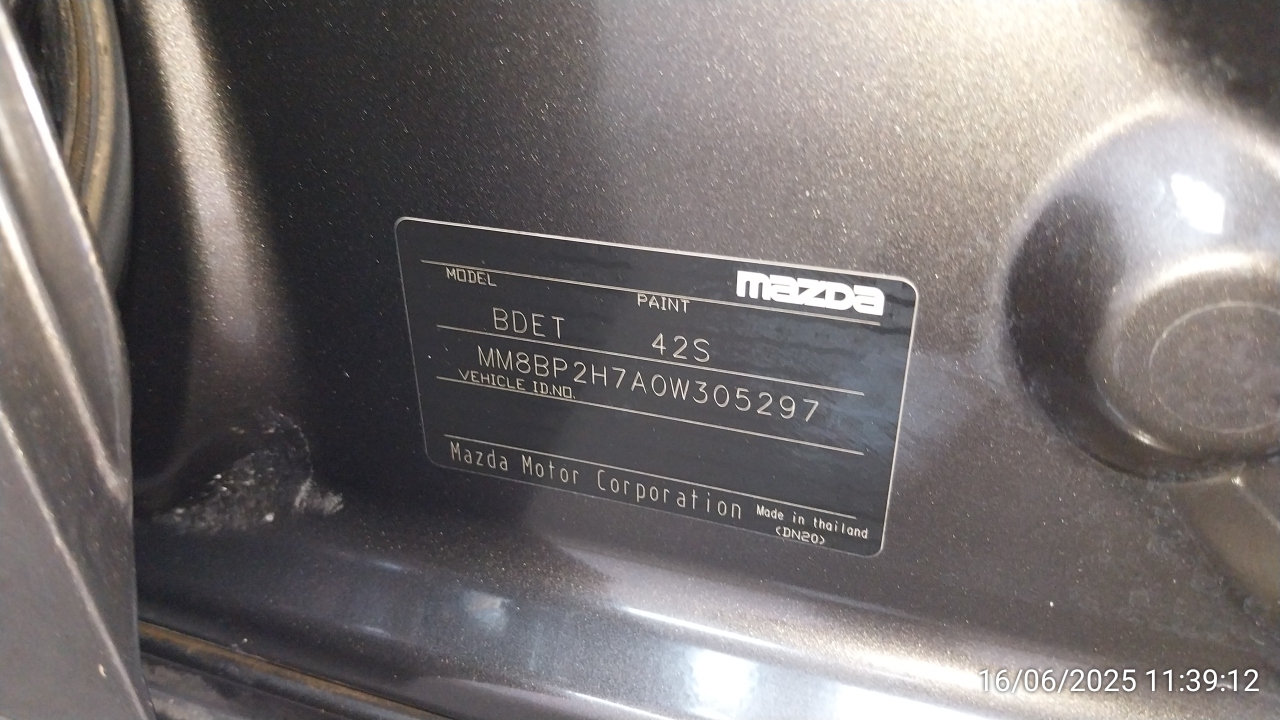 mazda
MODEL
PAINT
BDET 42S
MM8BP2H7A0W305297
VEHICLE ID.NO.
Mazda Motor Corporation
Made in thailand
(DN20)
16/06/2025 11:39:12